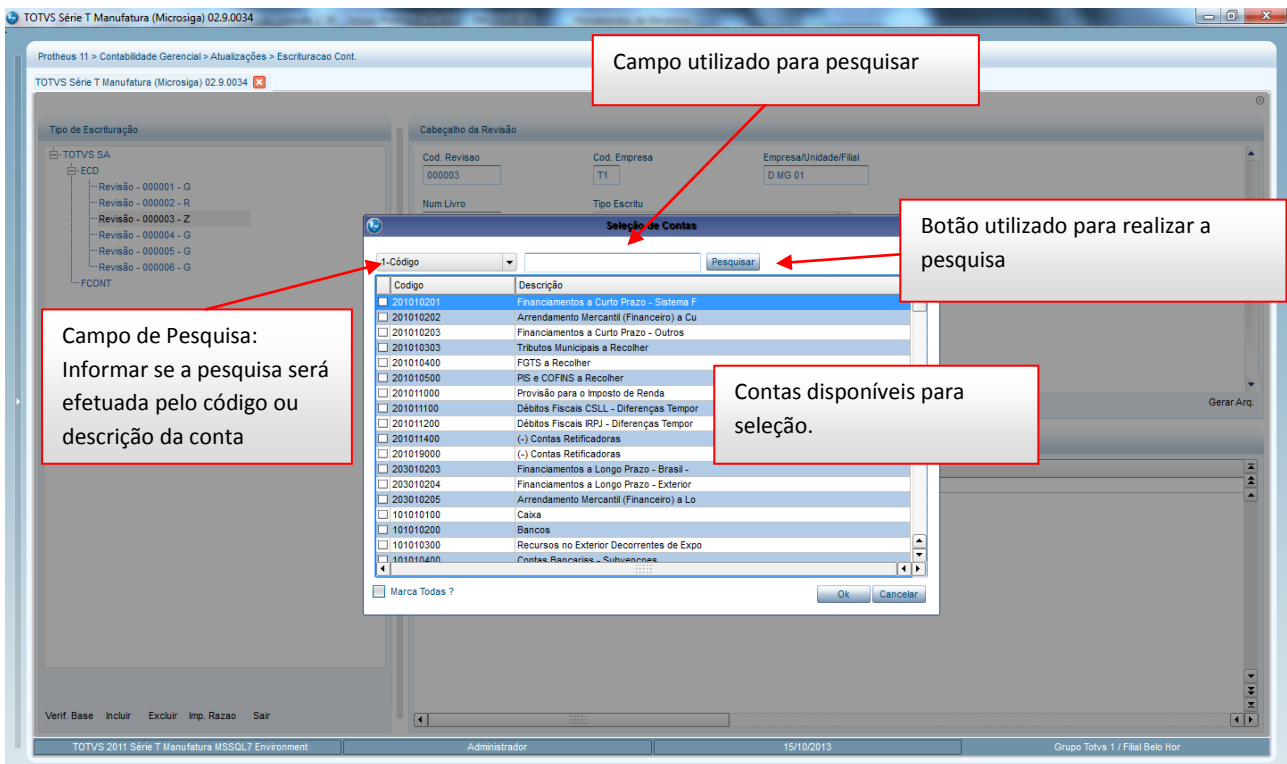 TOTVS Série T Manufatura (Microsiga) 02.9.0034
Protheus 11 > Contabilidade Gerencial > Atualizações > Escrituracao Cont.
TOTVS Série T Manufatura (Microsiga) 02.9.0034
Campo utilizado para pesquisar
Tipo de Escrituração
TOTVS SA
ECD
Revisão - 000001 - G
Revisão - 000002 - R
Revisão - 000003 - Z
Revisão - 000004 - G
Revisão - 000005 - G
Revisão - 000006 - G
FCONT
Cabeçalho da Revisão
Cod. Revisao Cod. Empresa Empresa/Unidade/Filial
000003 T1 D MG 01
Num Livro Tipo Escritu
Botão utilizado para realizar a
pesquisa
Seleção de Contas
1-Código Pesquisar
Codigo Descrição
201010201 Financiamentos a Curto Prazo - Sistema F
201010202 Arrendamento Mercantil (Financeiro) a Cu
201010203 Financiamentos a Curto Prazo - Outros
201010303 Tributos Municipais a Recolher
201010400 FGTS a Recolher
201010500 PIS e COFINS a Recolher
201011000 Provisão para o Imposto de Renda
201011100 Débitos Fiscais CSLL - Diferenças Tempor
201011200 Débitos Fiscais IRPJ - Diferenças Tempor
201011400 (-) Contas Retificadoras
201019000 (-) Contas Retificadoras
203010203 Financiamentos a Longo Prazo - Brasil -
203010204 Financiamentos a Longo Prazo - Exterior
203010205 Arrendamento Mercantil (Financeiro) a Lo
101010100 Caixa
101010200 Bancos
101010300 Recursos no Exterior Decorrentes de Expo
101010400 Contas Bancarias - Subvencoes
Marca Todas ? Ok Cancelar
Campo de Pesquisa:
Informar se a pesquisa será
efetuada pelo código ou
descrição da conta
Contas disponíveis para
seleção.
Gerar Arq.
Verif. Base Incluir Excluir Imp. Razao Sair
TOTVS 2011 Série T Manufatura MSSQL7 Environment Administrador 15/10/2013 Grupo Totvs 1 / Filial Belo Hor